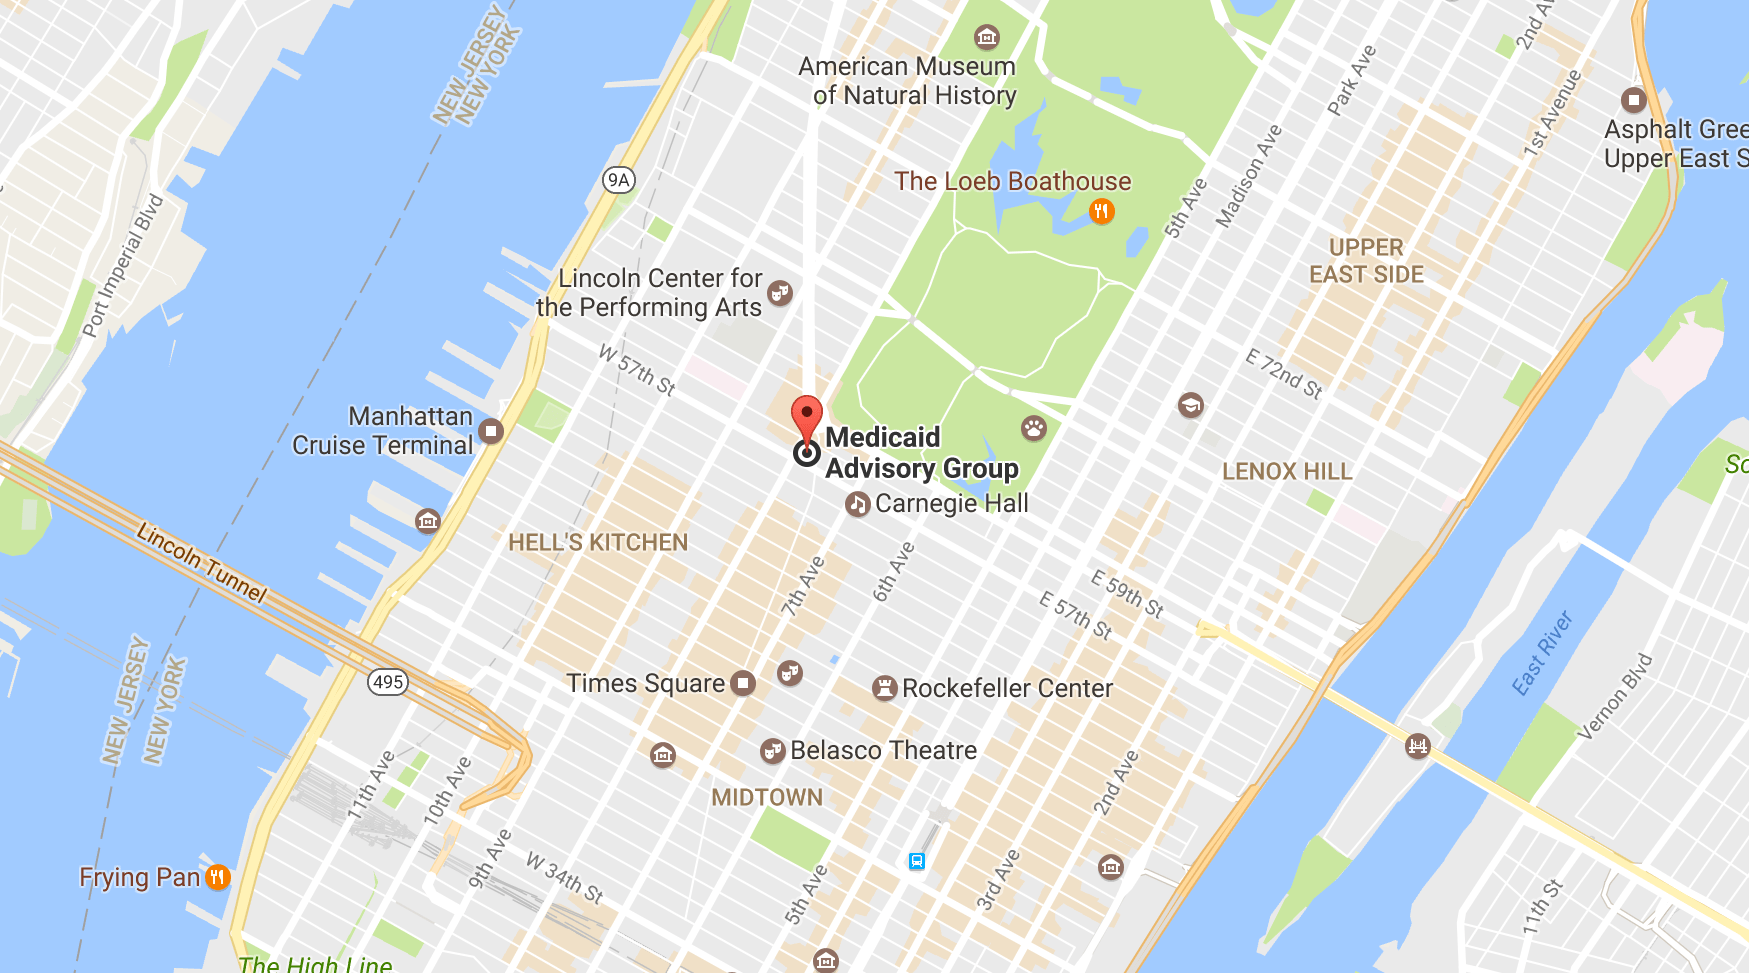 NEW JERSEY
NEW YORK
American Museum
of Natural History
Park Ave
2nd Av
1st Avenue
Asphalt Gree
Upper East S
9A
The Loeb Boathouse
5th Ave
Madison Ave
Port Imperial Blvd
UPPER
EAST SIDE
Lincoln Center for
the Performing Arts
W 57th St
E 72nd St
Manhattan
Cruise Terminal
Medicaid
Advisory Group
LENOX HILL
So
Carnegie Hall
Lincoln Tunnel
HELL'S KITCHEN
7th Ave
6th Ave
E 59th St
E 57th St
East River
NEW JERSEY
NEW YORK
495
Times Square
Rockefeller Center
Vernon Blvd
Belasco Theatre
11th Ave
10th Ave
MIDTOWN
2nd Ave
Frying Pan
9th Ave
W 34th St
5th Ave
3rd Ave
11th St
The High Line